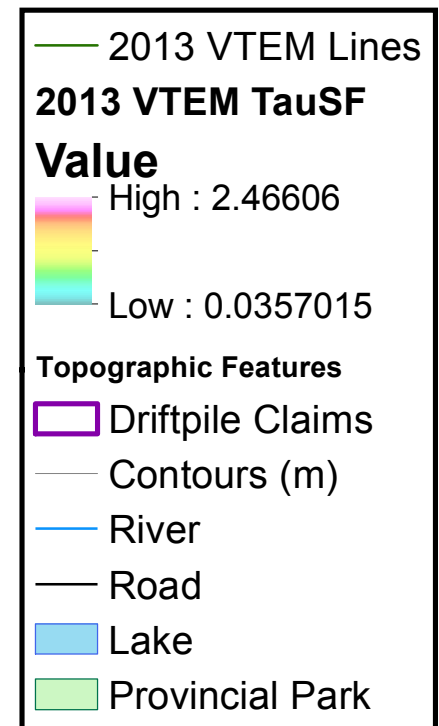 2013 VTEM Lines
2013 VTEM TauSF
Value
High : 2.46606
Low : 0.0357015
Topographic Features
Driftpile Claims
Contours (m)
River
Road
Lake
Provincial Park